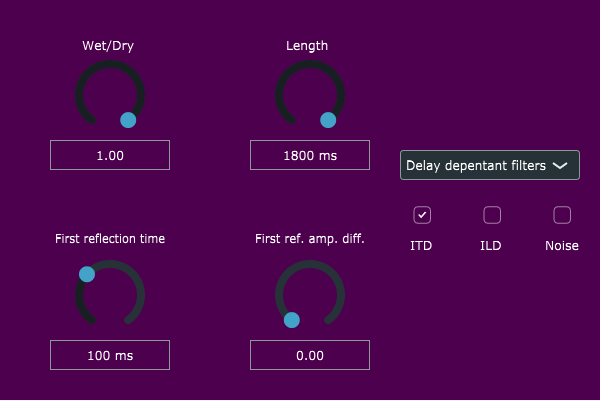 Wet/Dry
Length
1.00
1800 ms
Delay depentant filters
ITD
ILD
Noise
First reflection time
First ref. amp. diff.
100 ms
0.00